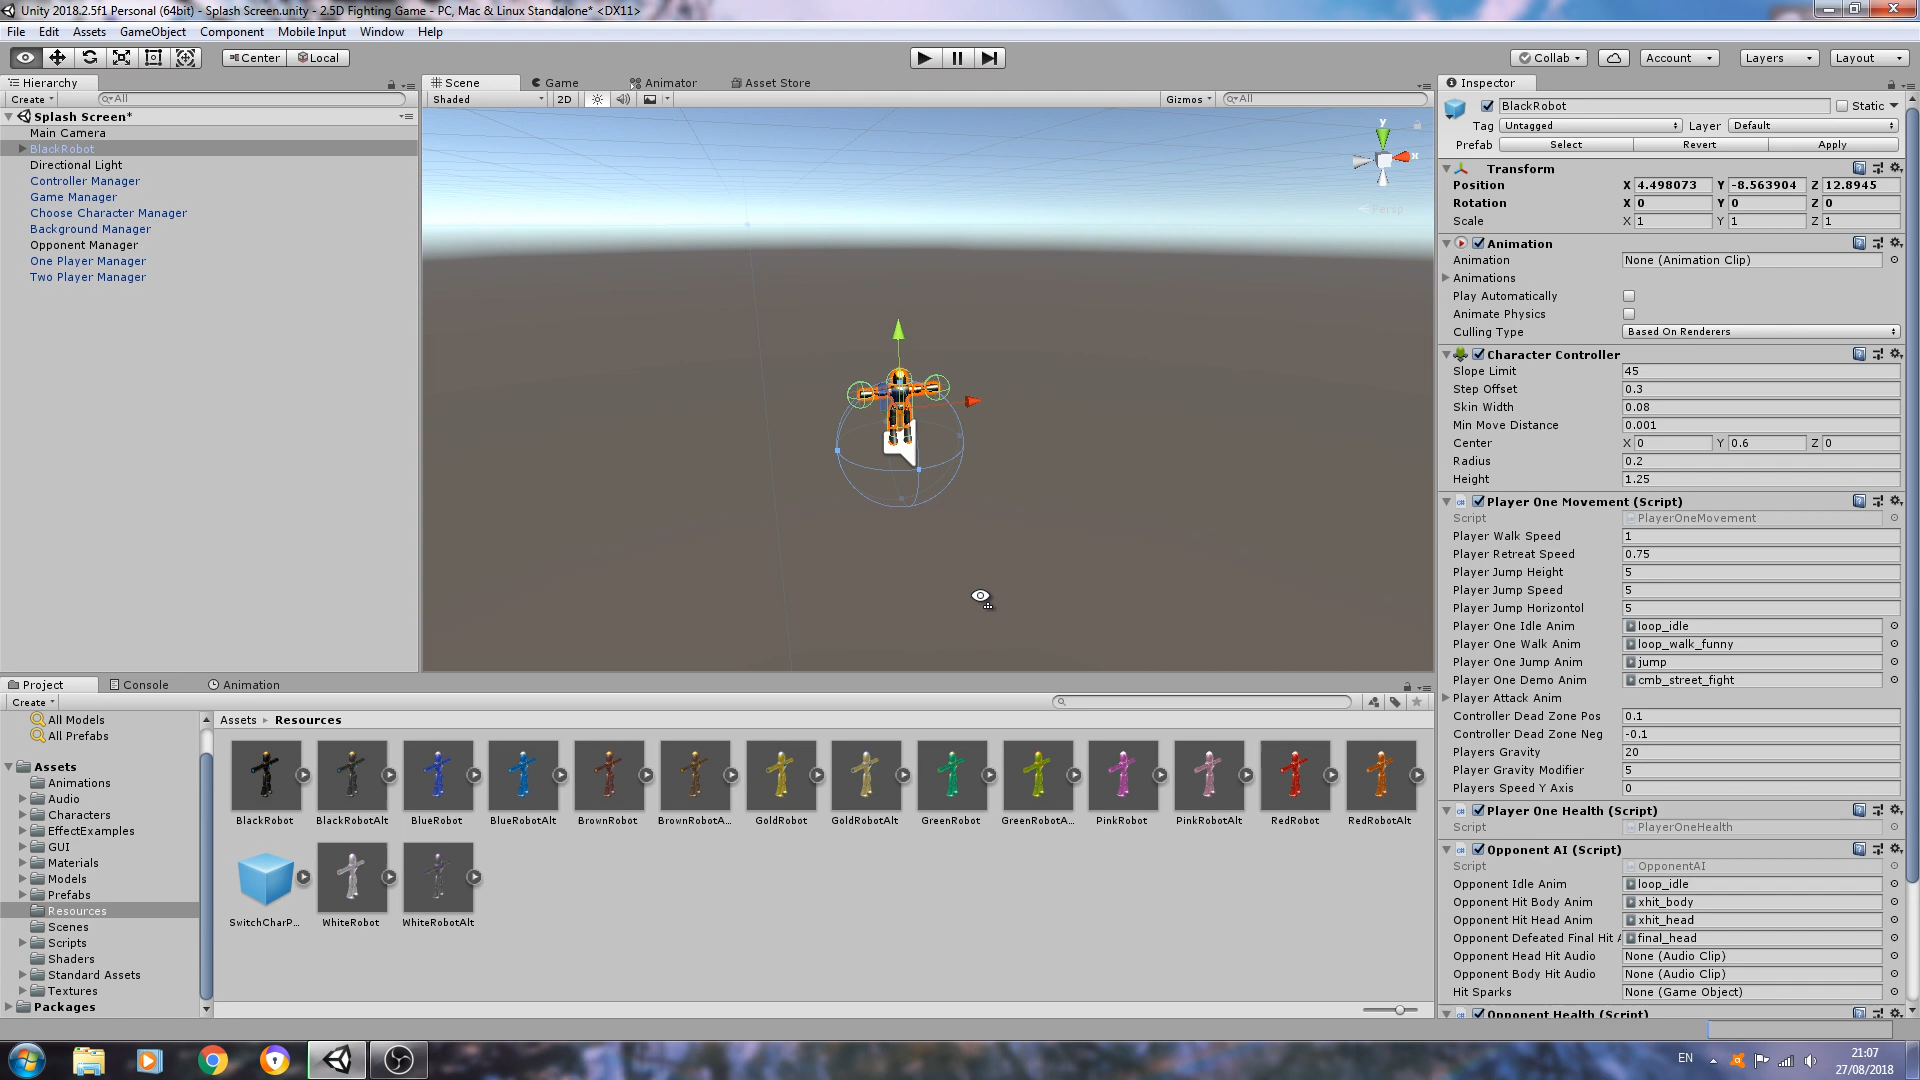 Unity 2018.2.5f1 Personal (64bit) - Splash Screen.unity - 2.5D Fighting Game - PC, Mac & Linux Standalone* <DX11>
File Edit Assets GameObject Component Mobile Input Window Help
Center Local Collab Account Layers Layout
Hierarchy
Create All
Splash Screen*
Main Camera
BlackRobot
Directional Light
Controller Manager
Game Manager
Choose Character Manager
Background Manager
Opponent Manager
One Player Manager
Two Player Manager
Scene Game Animator Asset Store
Shaded 2D Gizmos All
y
x
Persp
Inspector
BlackRobot Static
Tag Untagged Layer Default
Prefab Select Revert Apply
Transform
Position X 4.498073 Y -8.563904 Z 12.8945
Rotation X 0 Y 0 Z 0
Scale X 1 Y 1 Z 1
Animation
Animation None (Animation Clip)
Animations
Play Automatically
Animate Physics
Culling Type Based On Renderers
Character Controller
Slope Limit 45
Step Offset 0.3
Skin Width 0.08
Min Move Distance 0.001
Center X 0 Y 0.6 Z 0
Radius 0.2
Height 1.25
Player One Movement (Script)
Script PlayerOneMovement
Player Walk Speed 1
Player Retreat Speed 0.75
Player Jump Height 5
Player Jump Speed 5
Player Jump Horizontol 5
Player One Idle Anim loop_idle
Player One Walk Anim loop_walk_funny
Player One Jump Anim jump
Player One Demo Anim cmb_street_fight
Player Attack Anim
Controller Dead Zone Pos 0.1
Controller Dead Zone Neg -0.1
Players Gravity 20
Player Gravity Modifier 5
Players Speed Y Axis 0
Player One Health (Script)
Script PlayerOneHealth
Opponent AI (Script)
Script OpponentAI
Opponent Idle Anim loop_idle
Opponent Hit Body Anim xhit_body
Opponent Hit Head Anim xhit_head
Opponent Defeated Final Hit A final_head
Opponent Head Hit Audio None (Audio Clip)
Opponent Body Hit Audio None (Audio Clip)
Hit Sparks None (Game Object)
Opponent Health (Script)
Project Console Animation
Create
All Models
All Prefabs
Assets
Animations
Audio
Characters
EffectExamples
GUI
Materials
Models
Prefabs
Resources
Scenes
Scripts
Shaders
Standard Assets
Textures
Packages
Assets Resources
BlackRobot BlackRobotAlt BlueRobot BlueRobotAlt BrownRobot BrownRobotA... GoldRobot GoldRobotAlt GreenRobot GreenRobotA... PinkRobot PinkRobotAlt RedRobot RedRobotAlt
SwitchCharP... WhiteRobot WhiteRobotAlt
EN
21:07
27/08/2018